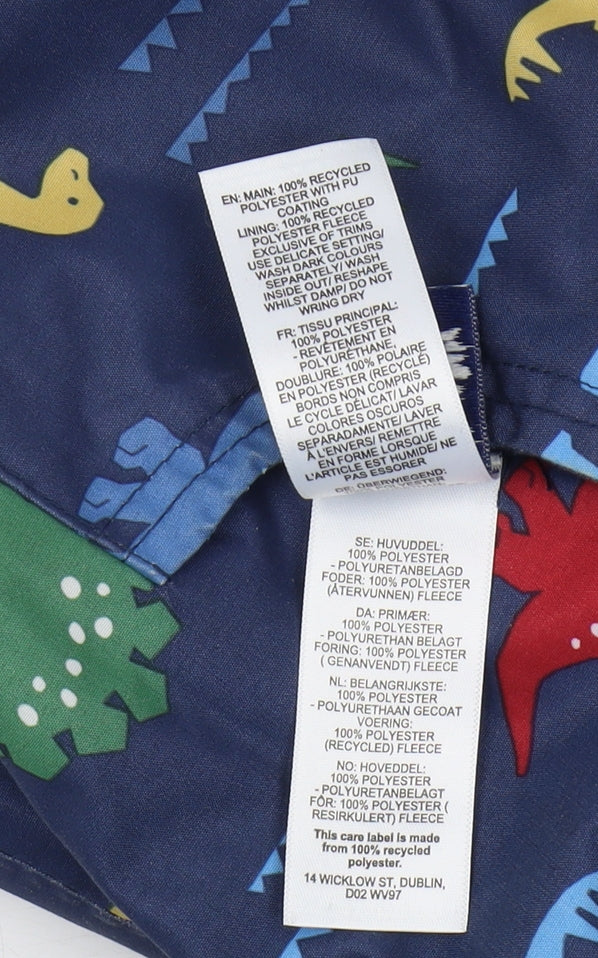 EN: MAIN: 100% RECYCLED
POLYESTER WITH PU
COATING
LINING: 100% RECYCLED
POLYESTER FLEECE
EXCLUSIVE OF TRIMS
USE DELICATE SETTING/
WASH DARK COLOURS
SEPARATELY/ WASH
INSIDE OUT/ RESHAPE
WHILST DAMP/ DO NOT
WRING DRY
FR: TISSU PRINCIPAL:
100% POLYESTER
- REVÊTEMENT EN
POLYURÉTHANE,
DOUBLURE: 100% POLAIRE
EN POLYESTER (RECYCLÉ)
BORDS NON COMPRIS
LE CYCLE DÉLICAT/ LAVAR
COLORES OSCUROS
SEPARADAMENTE/ LAVER
À L'ENVERS/ REMETTRE
EN FORME LORSQUE
L'ARTICLE EST HUMIDE/ NE
PAS ESSORER
DE: ÜBERWIEGEND:
POLYESTER
SE: HUVUDDEL:
100% POLYESTER
- POLYURETANBELAGD
FODER: 100% POLYESTER
(ÅTERVUNNEN) FLEECE
DA: PRIMÆR:
100% POLYESTER
- POLYURETHAN BELAGT
FORING: 100% POLYESTER
( GENANVENDT) FLEECE
NL: BELANGRIJKSTE:
100% POLYESTER
- POLYURETHAAN GECOAT
VOERING:
100% POLYESTER
(RECYCLED) FLEECE
NO: HOVEDDEL:
100% POLYESTER
- POLYURETANBELAGT
FÔR: 100% POLYESTER (
RESIRKULERT) FLEECE
This care label is made
from 100% recycled
polyester.
14 WICKLOW ST, DUBLIN,
D02 WV97